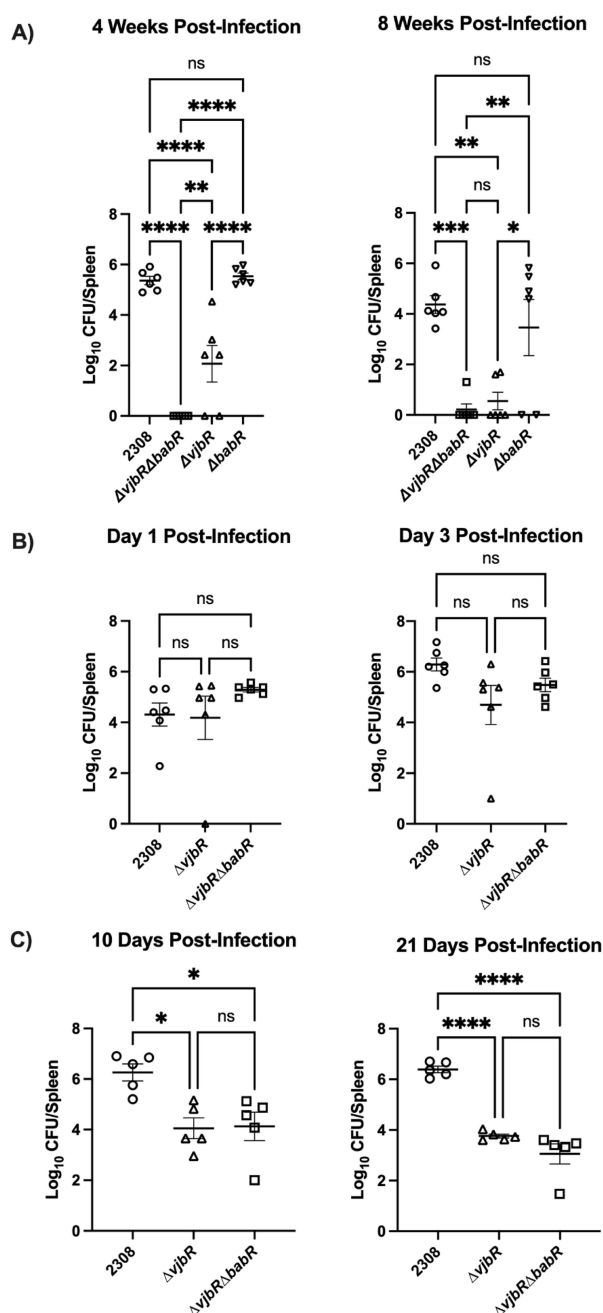 A)
4 Weeks Post-Infection
8 Weeks Post-Infection
ns
****
****
**
**** ****
8
6
4
2
0
Log10 CFU/Spleen
2308
ΔvjbRΔbabR
ΔvjbR
ΔbabR
ns
**
**
ns
*** *
8
6
4
2
0
Log10 CFU/Spleen
2308
ΔvjbRΔbabR
ΔvjbR
ΔbabR
B)
Day 1 Post-Infection
Day 3 Post-Infection
ns
ns ns
8
6
4
2
0
Log10 CFU/Spleen
2308
ΔvjbR
ΔvjbRΔbabR
ns
ns ns
8
6
4
2
0
Log10 CFU/Spleen
2308
ΔvjbR
ΔvjbRΔbabR
C)
10 Days Post-Infection
21 Days Post-Infection
*
* ns
8
6
4
2
0
Log10 CFU/Spleen
2308
ΔvjbR
ΔvjbRΔbabR
****
**** ns
8
6
4
2
0
Log10 CFU/Spleen
2308
ΔvjbR
ΔvjbRΔbabR